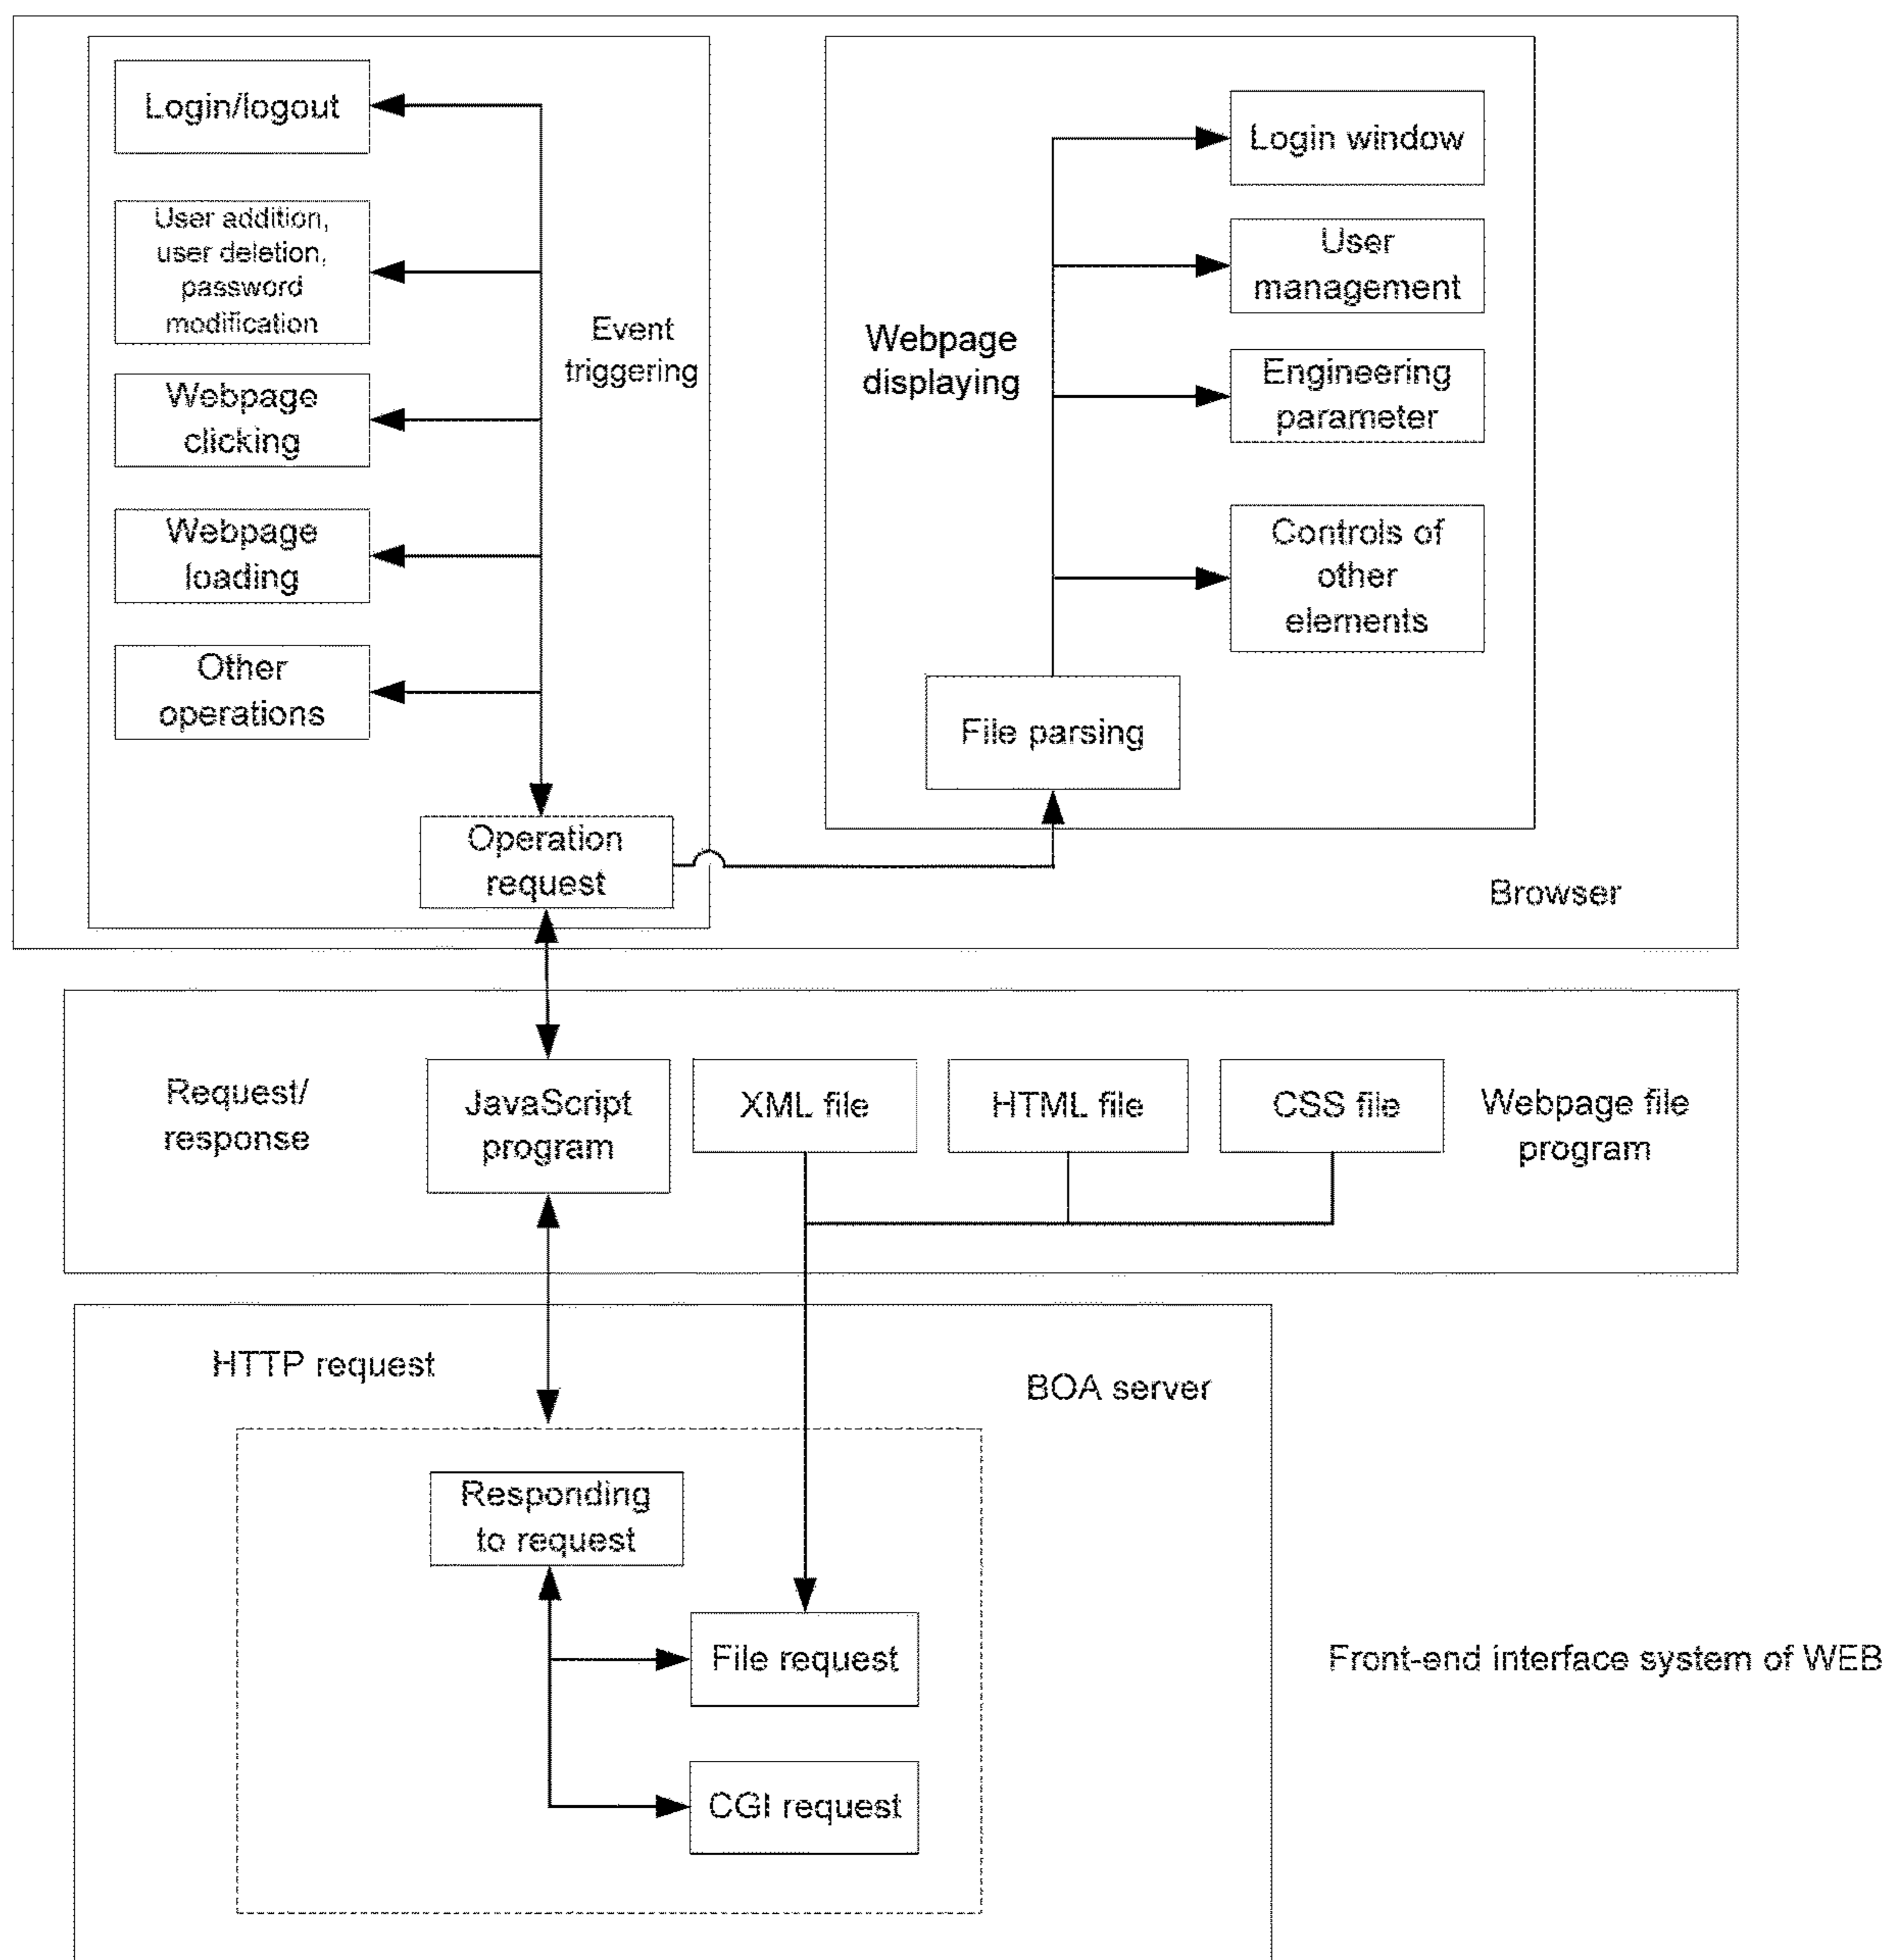 Login/logout
User addition,
user deletion,
password
modification
Webpage
clicking
Webpage
loading
Other
operations
Event
triggering
Operation
request
Webpage
displaying
Login window
User
management
Engineering
parameter
Controls of
other
elements
File parsing
Browser
Request/
response
JavaScript
program
XML file
HTML file
CSS file
Webpage file
program
HTTP request
BOA server
Responding
to request
File request
CGI request
Front-end interface system of WEB